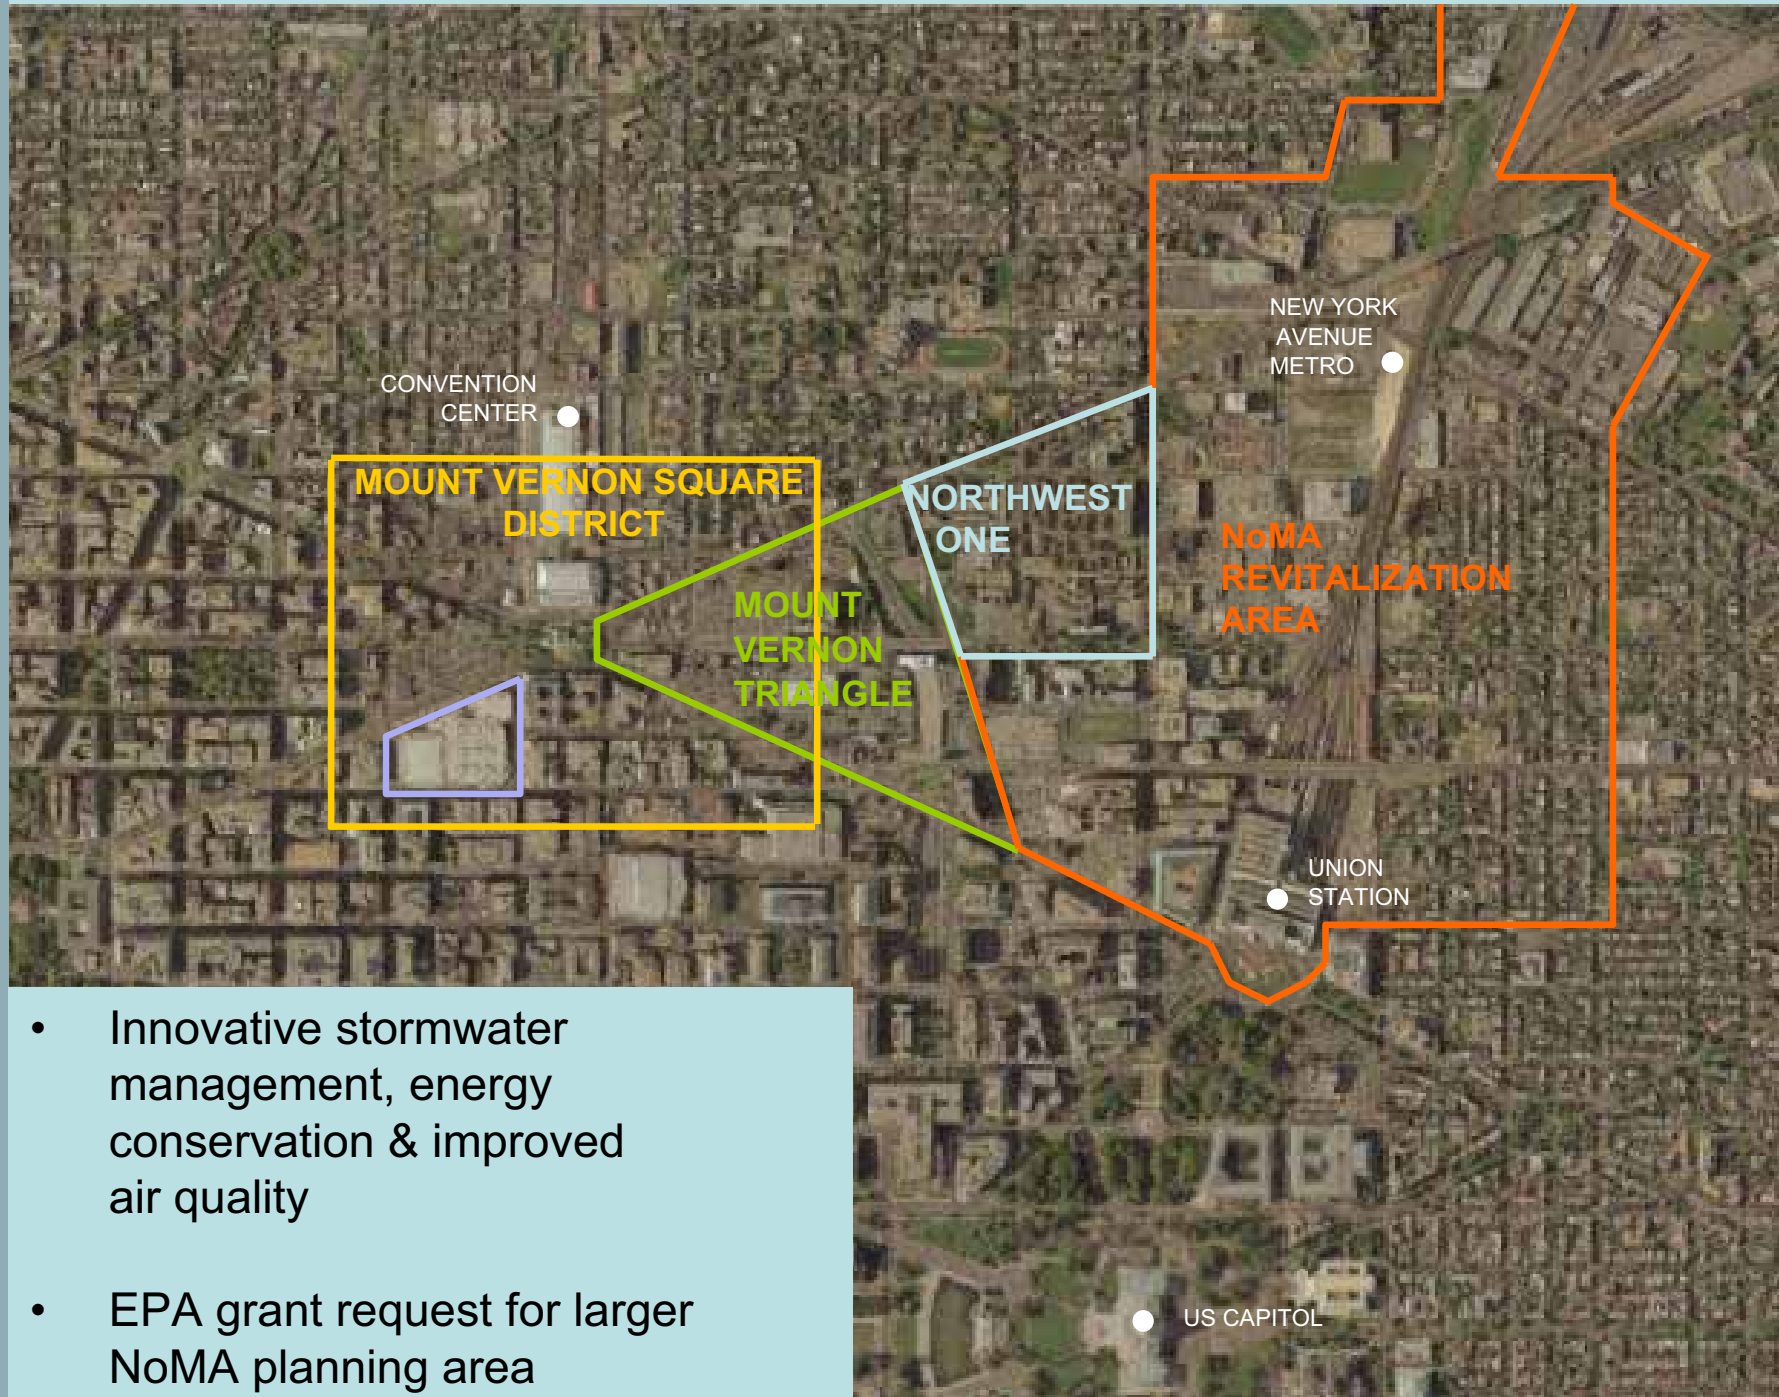 NEW YORK
AVENUE
METRO
CONVENTION
CENTER
MOUNT VERNON SQUARE
DISTRICT
NORTHWEST
ONE
NoMA
REVITALIZATION
AREA
MOUNT
VERNON
TRIANGLE
UNION
STATION
• Innovative stormwater
management, energy
conservation & improved
air quality
• EPA grant request for larger
NoMA planning area
US CAPITOL